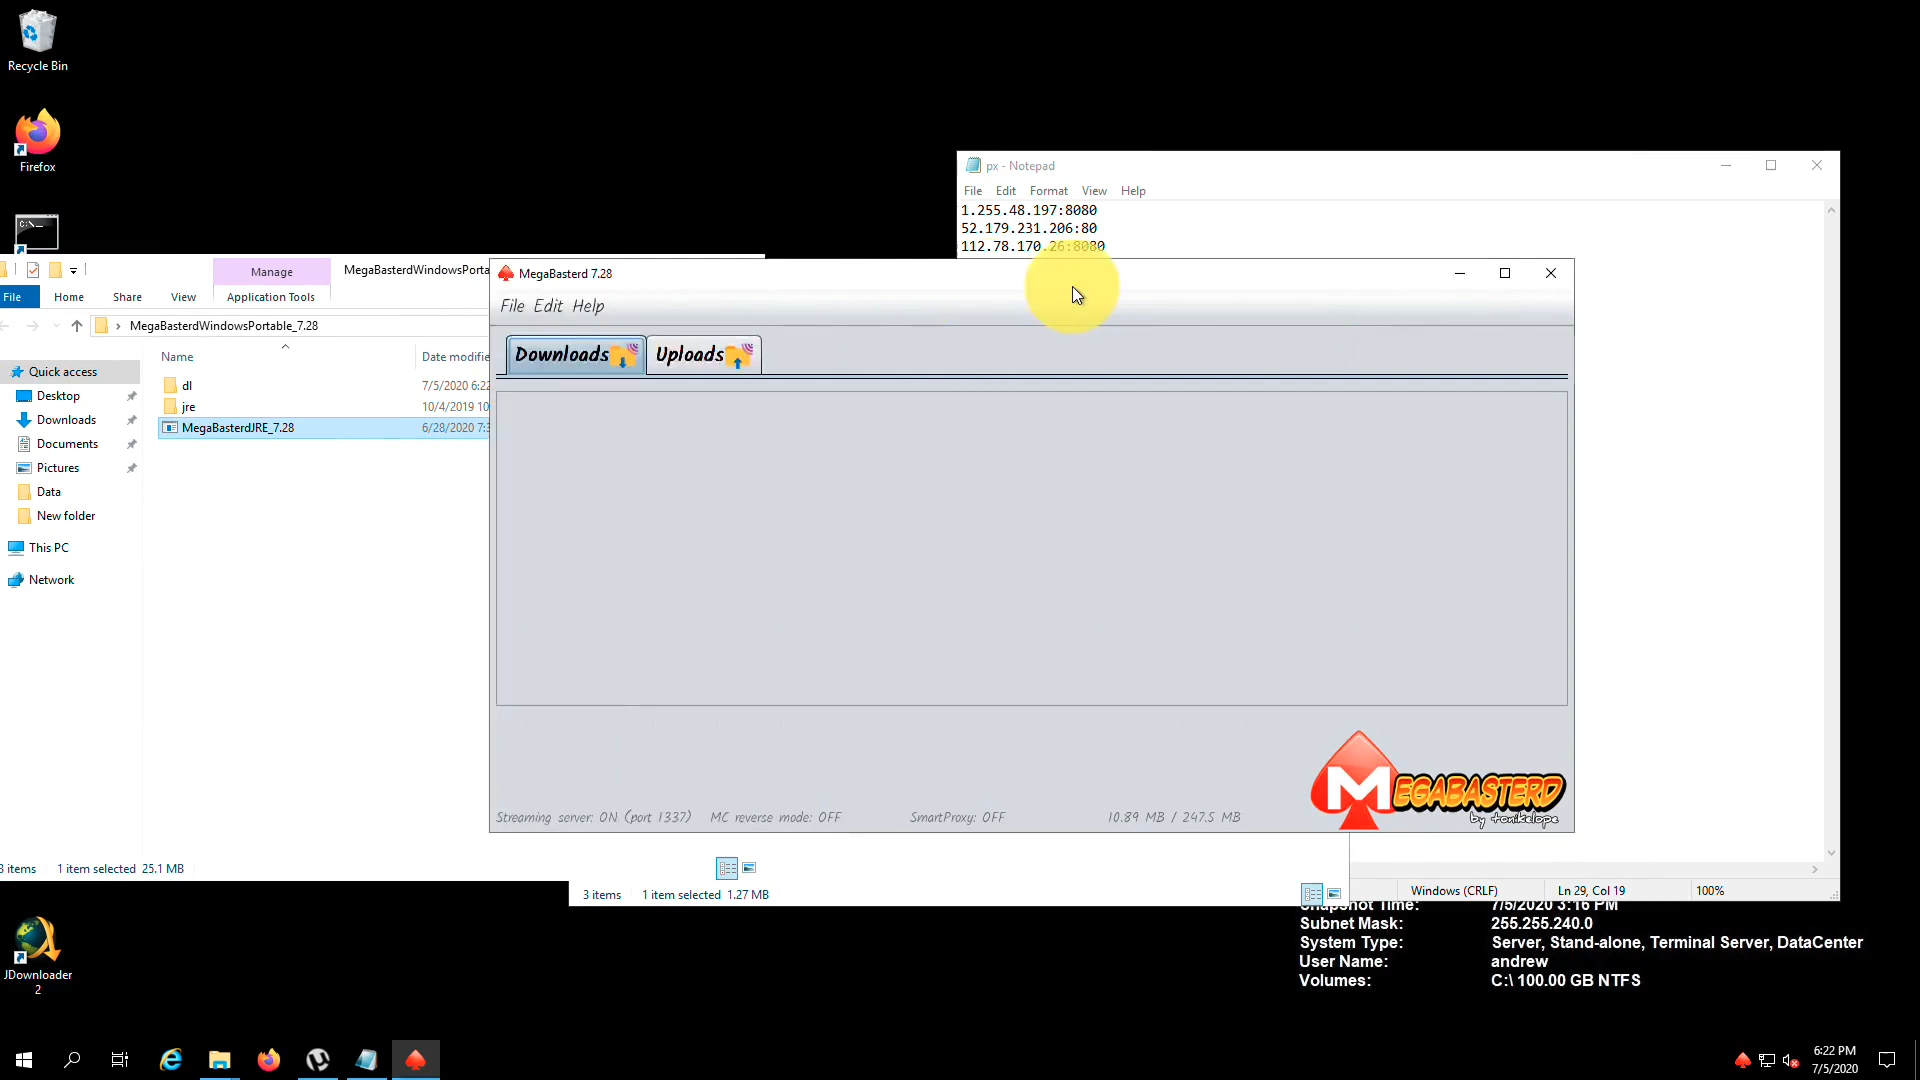 Recycle Bin
Firefox
px - Notepad
File Edit Format View Help
1.255.48.197:8080
52.179.231.206:80
112.78.170.26:8080
Manage
MegaBasterdWindowsPorta
File Home Share View Application Tools
MegaBasterdWindowsPortable_7.28
Name Date modifie
Quick access
Desktop
Downloads
Documents
Pictures
Data
New folder
This PC
Network
dl 7/5/2020 6:22
jre 10/4/2019 10
MegaBasterdJRE_7.28 6/28/2020 7:3
3 items 1 item selected 25.1 MB
MegaBasterd 7.28
File Edit Help
Downloads Uploads
MEGABASTERD
by tonikelope
Streaming server: ON (port 1337) MC reverse mode: OFF SmartProxy: OFF 10.89 MB / 247.5 MB
3 items 1 item selected 1.27 MB
Windows (CRLF) Ln 29, Col 19 100%
Snapshot Time: 7/5/2020 3:16 PM
Subnet Mask: 255.255.240.0
System Type: Server, Stand-alone, Terminal Server, DataCenter
User Name: andrew
Volumes: C:\ 100.00 GB NTFS
JDownloader
2
6:22 PM
7/5/2020